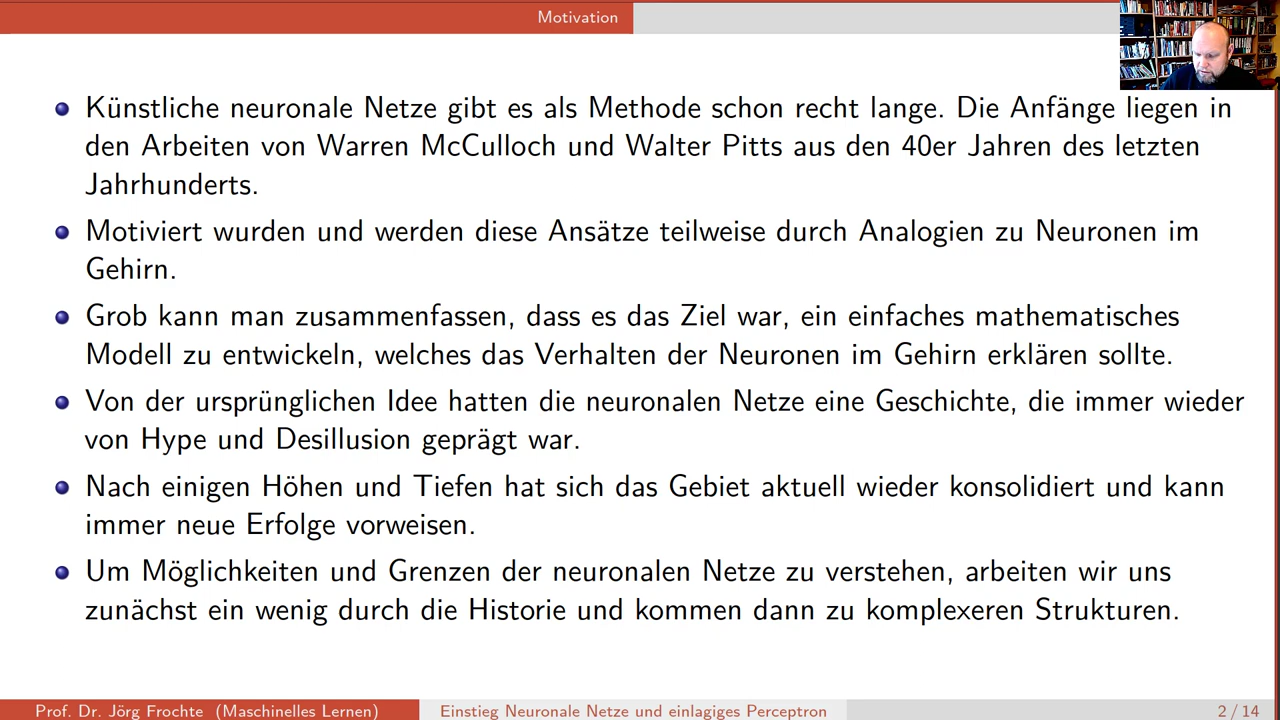 Motivation
Künstliche neuronale Netze gibt es als Methode schon recht lange. Die Anfänge liegen in
den Arbeiten von Warren McCulloch und Walter Pitts aus den 40er Jahren des letzten
Jahrhunderts.
Motiviert wurden und werden diese Ansätze teilweise durch Analogien zu Neuronen im
Gehirn.
Grob kann man zusammenfassen, dass es das Ziel war, ein einfaches mathematisches
Modell zu entwickeln, welches das Verhalten der Neuronen im Gehirn erklären sollte.
Von der ursprünglichen Idee hatten die neuronalen Netze eine Geschichte, die immer wieder
von Hype und Desillusion geprägt war.
Nach einigen Höhen und Tiefen hat sich das Gebiet aktuell wieder konsolidiert und kann
immer neue Erfolge vorweisen.
Um Möglichkeiten und Grenzen der neuronalen Netze zu verstehen, arbeiten wir uns
zunächst ein wenig durch die Historie und kommen dann zu komplexeren Strukturen.
Prof. Dr. Jörg Frochte (Maschinelles Lernen)
Einstieg Neuronale Netze und einlagiges Perceptron
2 / 14